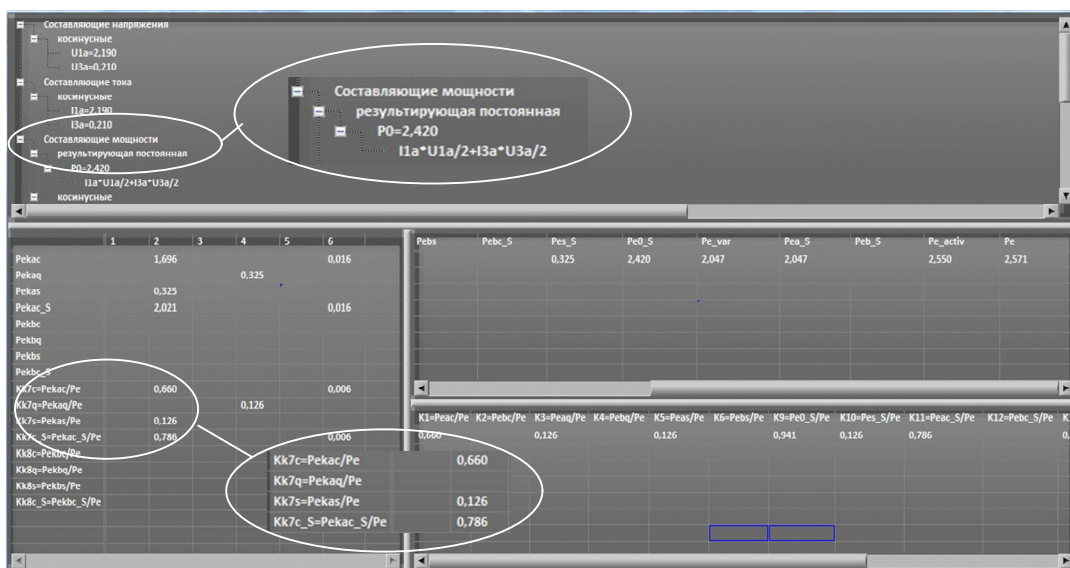 Составляющие напряжения
косинусные
U1a=2,190
U3a=0,210
Составляющие тока
косинусные
I1a=2,190
I3a=0,210
Составляющие мощности
результирующая постоянная
P0=2,420
I1a*U1a/2+I3a*U3a/2
косинусные
Составляющие мощности
результирующая постоянная
P0=2,420
I1a*U1a/2+I3a*U3a/2
1 2 3 4 5 6
Pekac 1,696 0,016
Pekaq 0,325
Pekas 0,325
Pekac_S 2,021 0,016
Pekbc
Pekbq
Pekbs
Pekbc_S
Kk7c=Pekac/Pe 0,660 0,006
Kk7q=Pekaq/Pe 0,126
Kk7s=Pekas/Pe 0,126
Kk7c_S=Pekac_S/Pe 0,786 0,006
Kk8c=Pekbc/Pe
Kk8q=Pekbq/Pe
Kk8s=Pekbs/Pe
Kk8c_S=Pekbc_S/Pe
Kk7c=Pekac/Pe 0,660
Kk7q=Pekaq/Pe
Kk7s=Pekas/Pe 0,126
Kk7c_S=Pekac_S/Pe 0,786
Pebs Pebc_S Pes_S Pe0_S Pe_var Pea_S Peb_S Pe_activ Pe
0,325 2,420 2,047 2,047 2,550 2,571
K1=Peac/Pe K2=Pebc/Pe K3=Peaq/Pe K4=Pebq/Pe K5=Peas/Pe K6=Pebs/Pe K9=Pe0_S/Pe K10=Pes_S/Pe K11=Peac_S/Pe K12=Pebc_S/Pe
0,660 0,126 0,126 0,941 0,126 0,786 0,